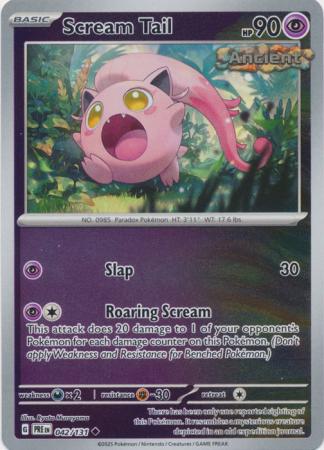 BASIC
Scream Tail
HP 90
Ancient
NO. 0985 Paradox Pokémon HT: 3'11" WT: 17.6 lbs.
Slap 30
Roaring Scream
This attack does 20 damage to 1 of your opponent's
Pokémon for each damage counter on this Pokémon. (Don't
apply Weakness and Resistance for Benched Pokémon.)
weakness ×2 resistance -30 retreat
Illus. Kyoto Murayama
There has been only one reported sighting of
this Pokémon. It resembles a mysterious
creature depicted in an old expedition journal.
G PRE EN 042/131
©2025 Pokémon / Nintendo / Creatures / GAME FREAK